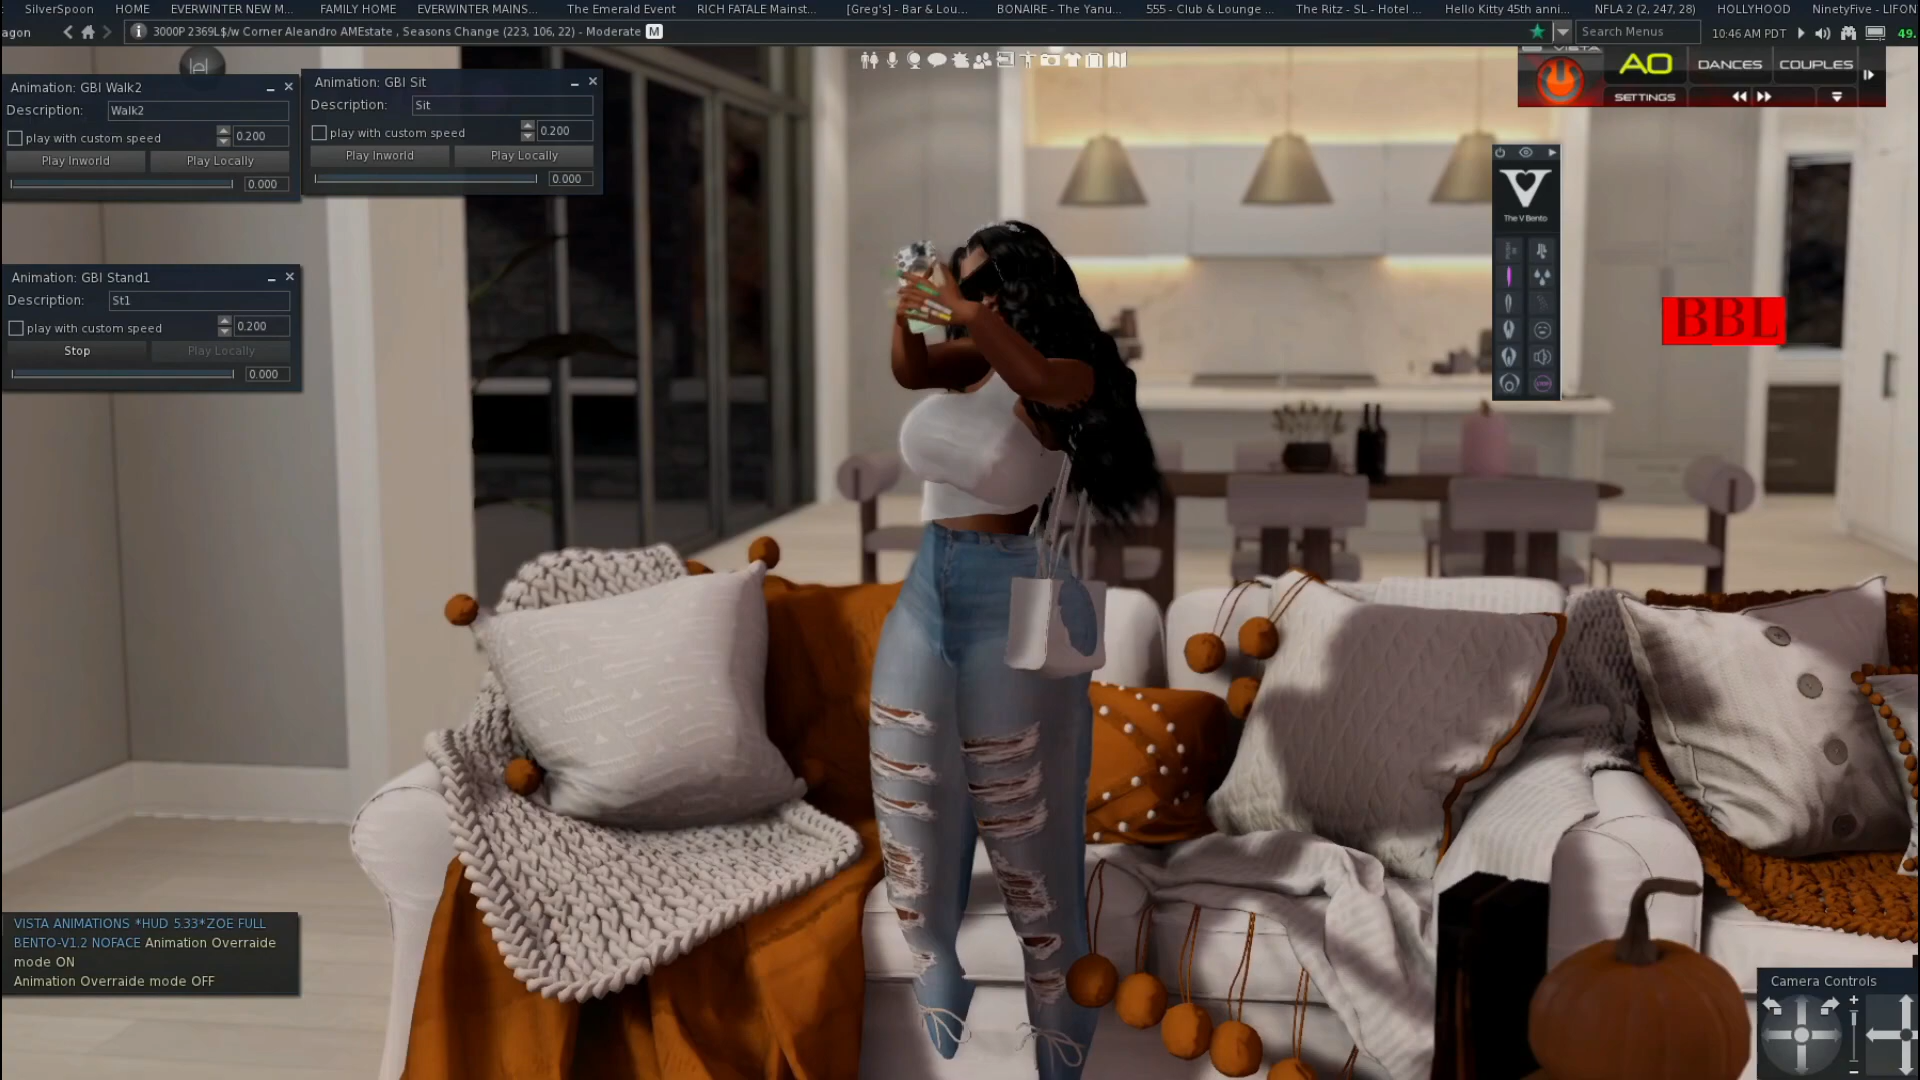 SilverSpoon HOME EVERWINTER NEW M... FAMILY HOME EVERWINTER MAINS... The Emerald Event RICH FATALE Mainst... [Greg's] - Bar & Lou... BONAIRE - The Yanu... 555 - Club & Lounge ... The Ritz - SL - Hotel ... Hello Kitty 45th anni... NFLA 2 (2, 247, 28) HOLLYHOOD NinetyFive - LIFON
agon 3000P 2369L$/w Corner Aleandro AMEstate , Seasons Change (223, 106, 22) - Moderate M Search Menus 10:46 AM PDT 49.
Animation: GBI Walk2
Description: Walk2
play with custom speed 0.200
Play Inworld Play Locally
0.000
Animation: GBI Sit
Description: Sit
play with custom speed 0.200
Play Inworld Play Locally
0.000
VISTA
AO DANCES COUPLES
SETTINGS
The V Bento
BBL
Animation: GBI Stand1
Description: St1
play with custom speed 0.200
Stop Play Locally
0.000
VISTA ANIMATIONS *HUD 5.33*ZOE FULL
BENTO-V1.2 NOFACE Animation Overraide
mode ON
Animation Overraide mode OFF
Camera Controls